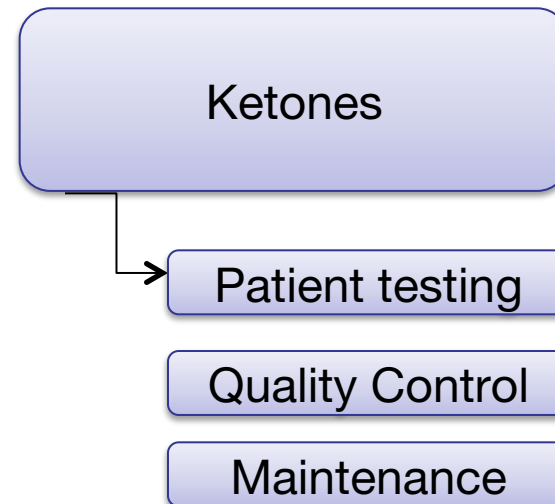 Ketones
Patient testing
Quality Control
Maintenance